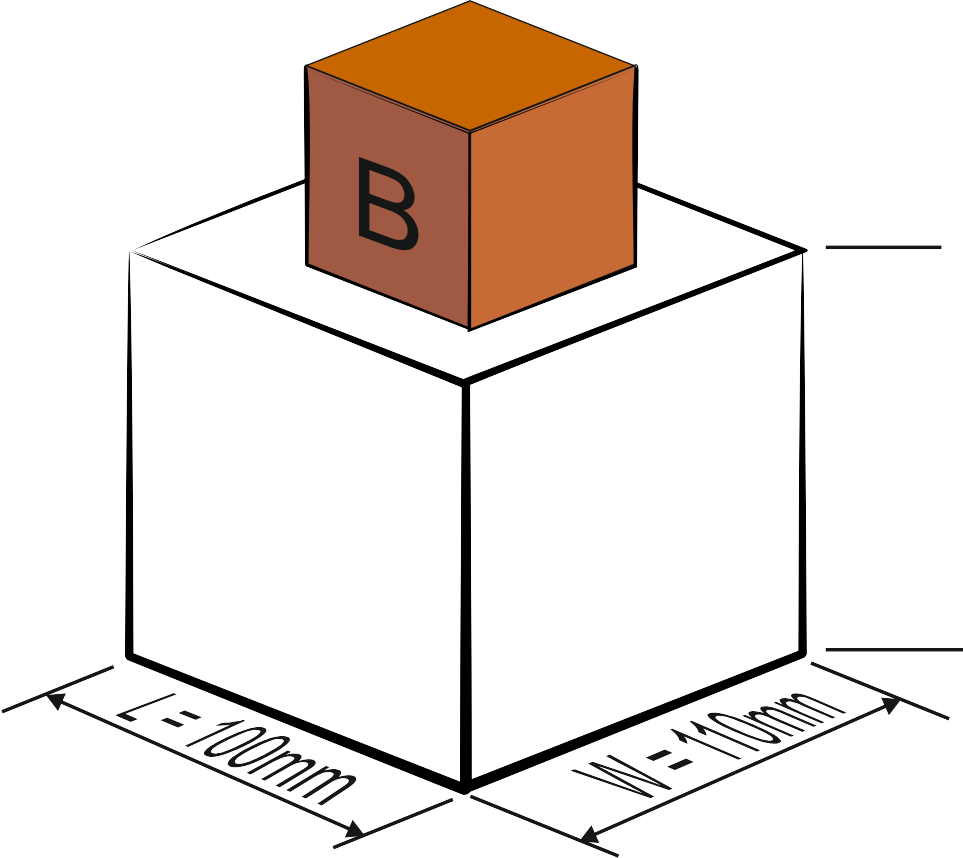 B
L = 100mm
W = 110mm